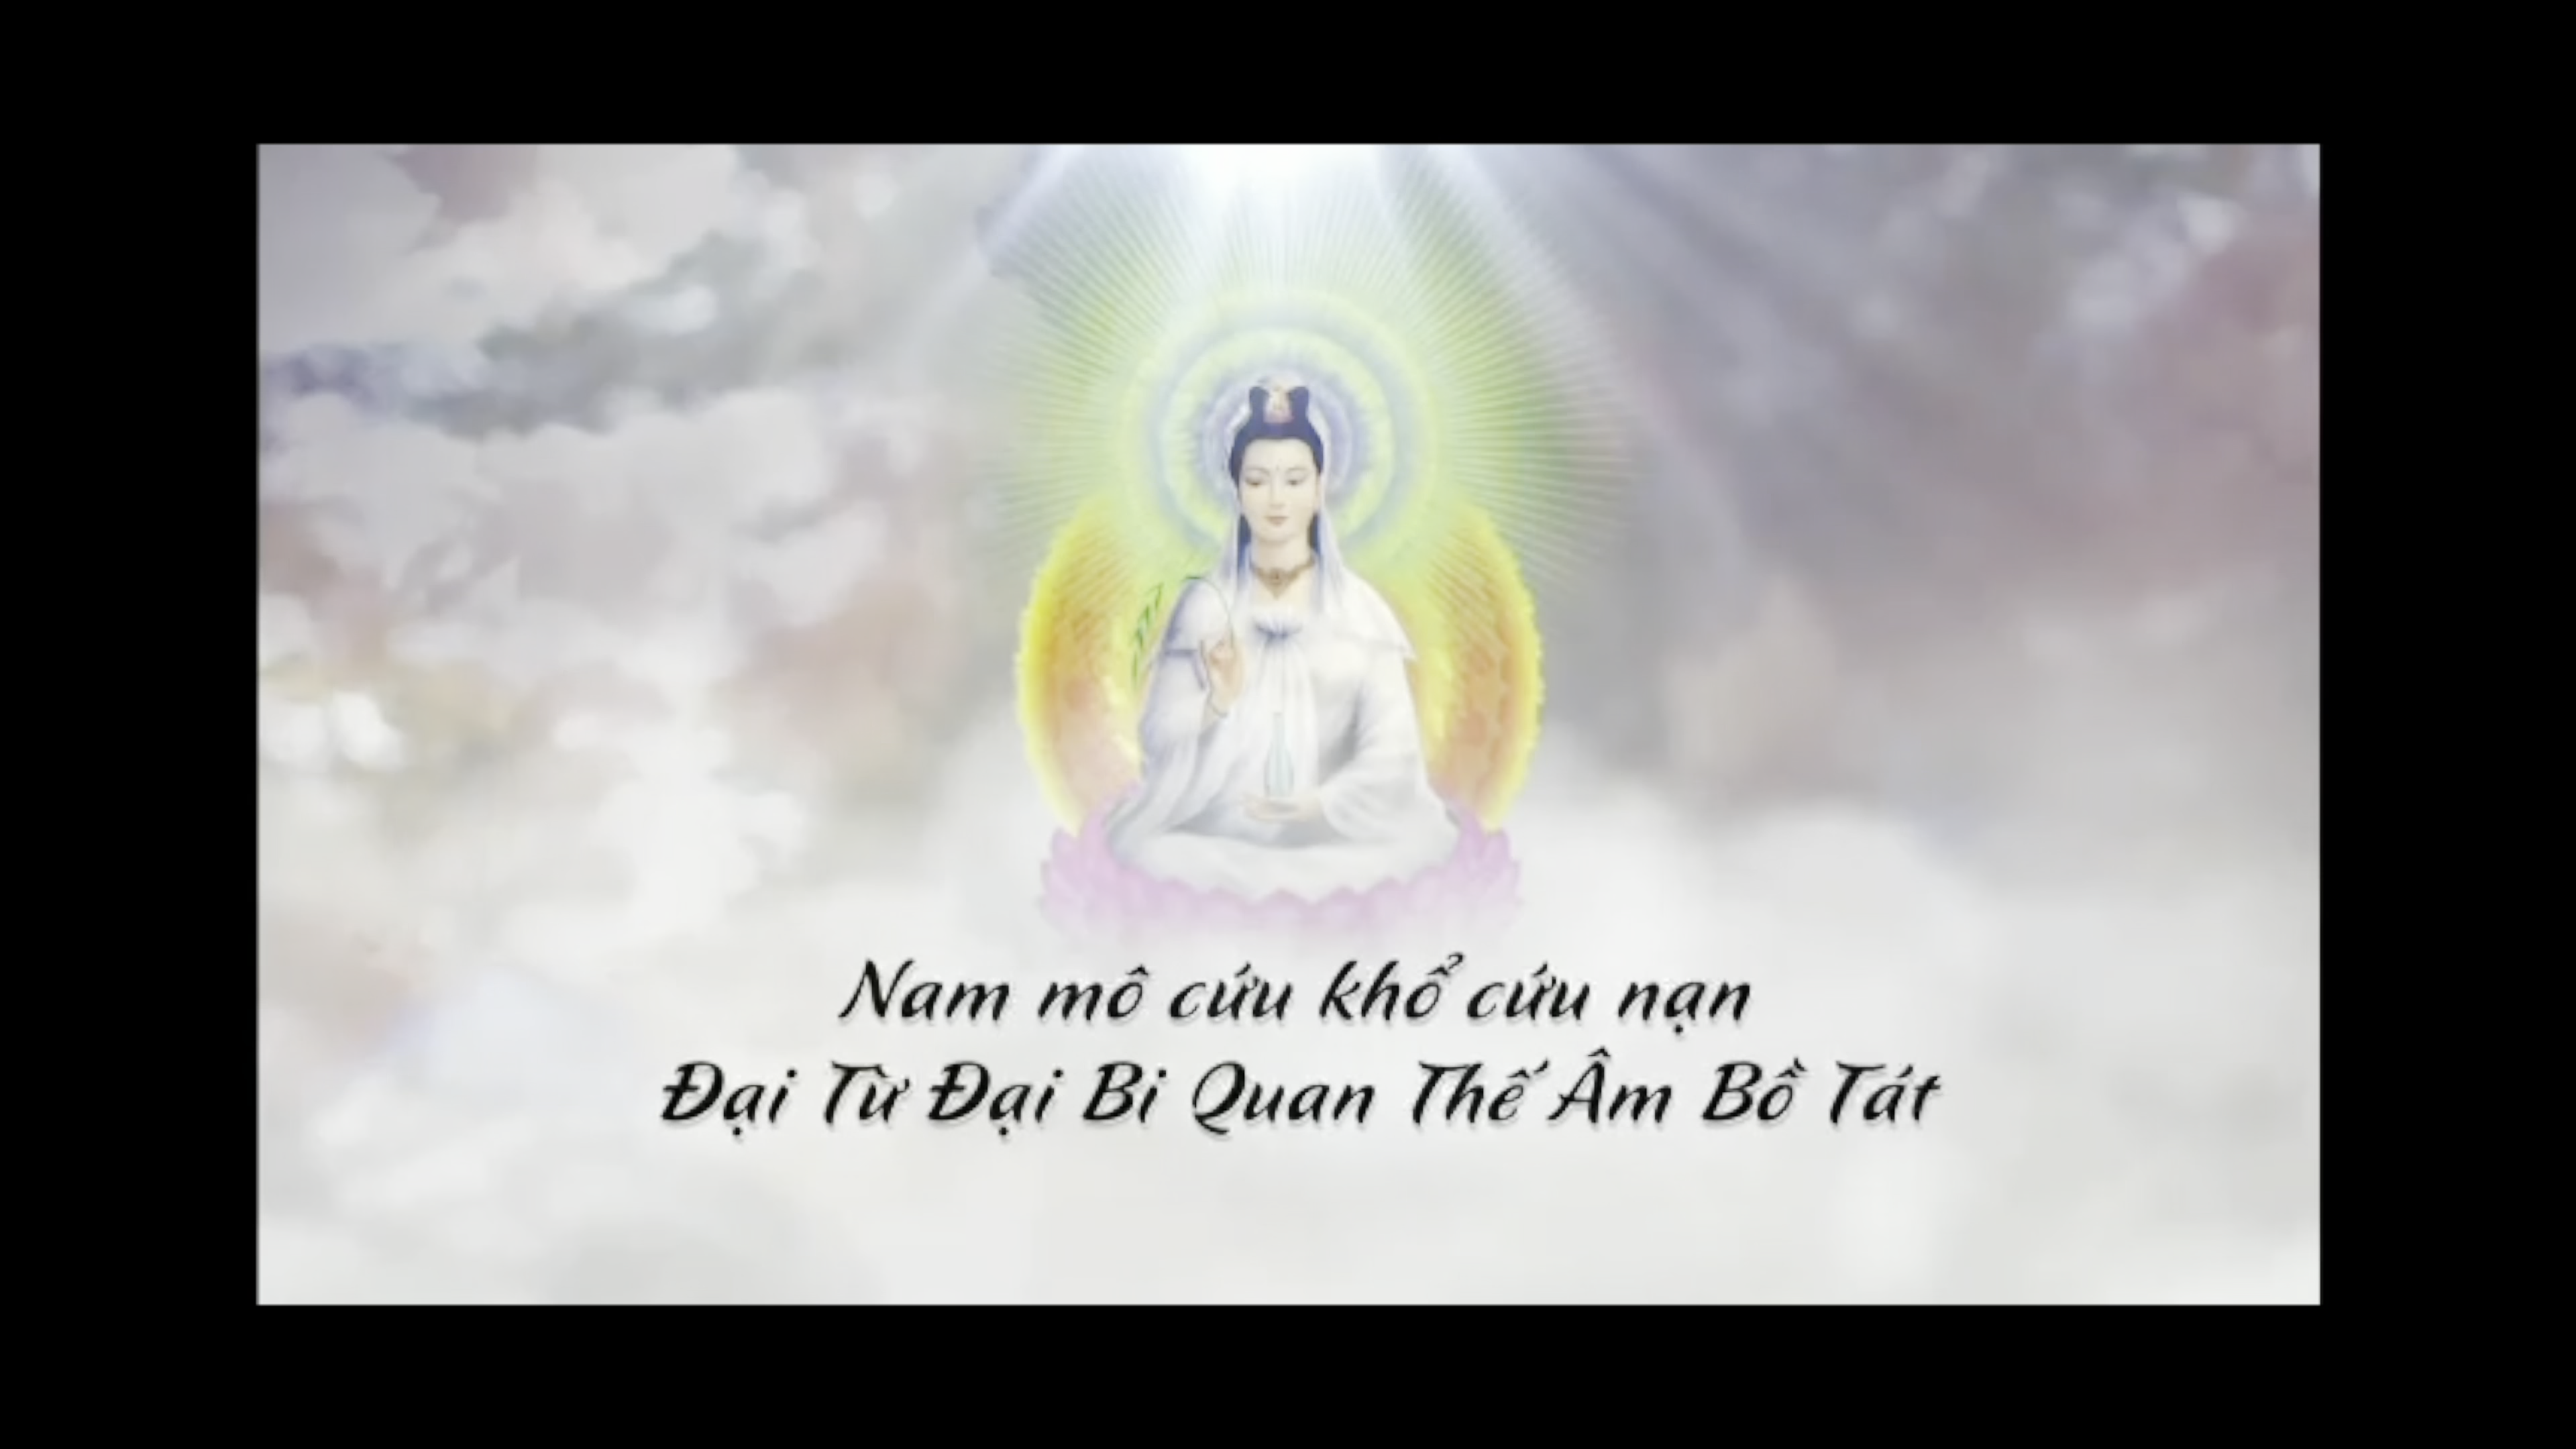 Nam mô cứu khổ cứu nạn
Đại Từ Đại Bi Quan Thế Âm Bồ Tát